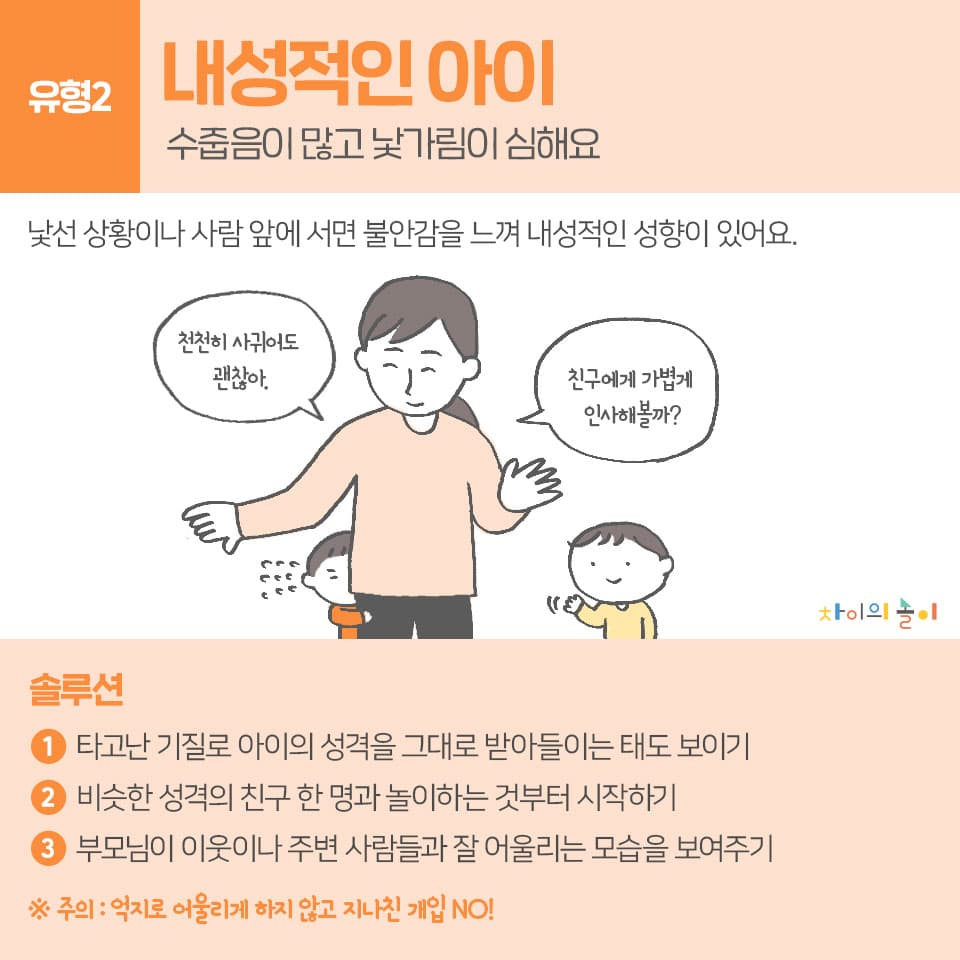 유형2
내성적인 아이
수줍음이 많고 낯가림이 심해요
낯선 상황이나 사람 앞에 서면 불안감을 느껴 내성적인 성향이 있어요.
천천히 사귀어도
괜찮아.
친구에게 가볍게
인사해볼까?
차이의 놀이
솔루션
1 타고난 기질로 아이의 성격을 그대로 받아들이는 태도 보이기
2 비슷한 성격의 친구 한 명과 놀이하는 것부터 시작하기
3 부모님이 이웃이나 주변 사람들과 잘 어울리는 모습을 보여주기
※ 주의 : 억지로 어울리게 하지 않고 지나친 개입 NO!